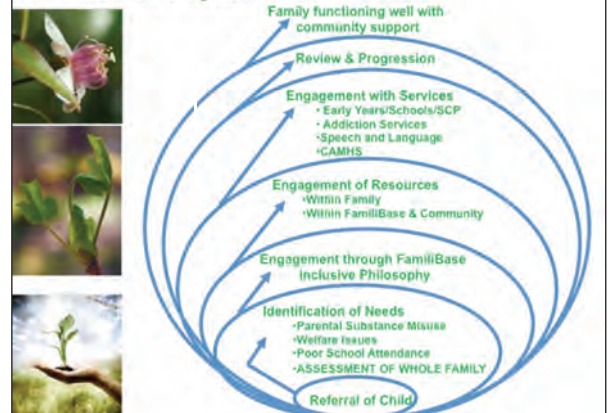 Family functioning well with
community support
Review & Progression
Engagement with Services
• Early Years/Schools/SCP
• Addiction Services
• Speech and Language
• CAMHS
Engagement of Resources
•Within Family
•Within FamiliBase & Community
Engagement through FamiliBase
Inclusive Philosophy
Identification of Needs
•Parental Substance Misuse
•Welfare Issues
•Poor School Attendance
•ASSESSMENT OF WHOLE FAMILY
Referral of Child